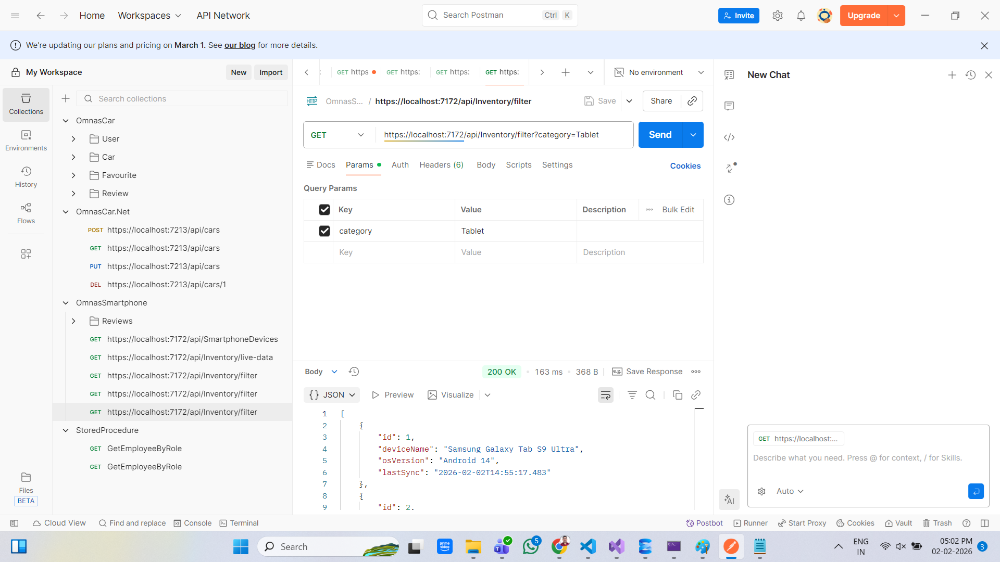 Home
Workspaces
API Network
Search Postman
Ctrl K
Invite
Upgrade
We're updating our plans and pricing on March 1. See our blog for more details.
My Workspace
New
Import
GET https
GET https:
GET https:
GET https:
No environment
New Chat
Collections
Environments
History
Flows
Files
BETA
Search collections
OmnasCar
User
Car
Favourite
Review
OmnasCar.Net
POST https://localhost:7213/api/cars
GET https://localhost:7213/api/cars
PUT https://localhost:7213/api/cars
DEL https://localhost:7213/api/cars/1
OmnasSmartphone
Reviews
GET https://localhost:7172/api/SmartphoneDevices
GET https://localhost:7172/api/Inventory/live-data
GET https://localhost:7172/api/Inventory/filter
GET https://localhost:7172/api/Inventory/filter
GET https://localhost:7172/api/Inventory/filter
StoredProcedure
GET GetEmployeeByRole
GET GetEmployeeByRole
HTTP OmnasS... / https://localhost:7172/api/Inventory/filter
Save
Share
GET
https://localhost:7172/api/Inventory/filter?category=Tablet
Send
Docs Params Auth Headers (6) Body Scripts Settings
Cookies
Query Params
Key Value Description Bulk Edit
category Tablet
Key Value Description
Body
200 OK • 163 ms • 368 B
e.g. Save Response
{} JSON
Preview
Visualize
1 [
2 {
3 "id": 1,
4 "deviceName": "Samsung Galaxy Tab S9 Ultra",
5 "osVersion": "Android 14",
6 "lastSync": "2026-02-02T14:55:17.483"
7 },
8 {
9 "id": 2,
GET https://localhost:...
Describe what you need. Press @ for context, / for Skills.
Auto
AI
Cloud View
Find and replace
Console
Terminal
Postbot
Runner
Start Proxy
Cookies
Vault
Trash
Search
prime video
5
ENG
IN
05:02 PM
02-02-2026
3